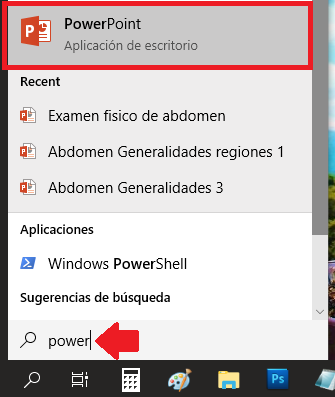 PowerPoint
Aplicación de escritorio
Recent
Examen fisico de abdomen
Abdomen Generalidades regiones 1
Abdomen Generalidades 3
Aplicaciones
Windows PowerShell
Sugerencias de búsqueda
power
Ps